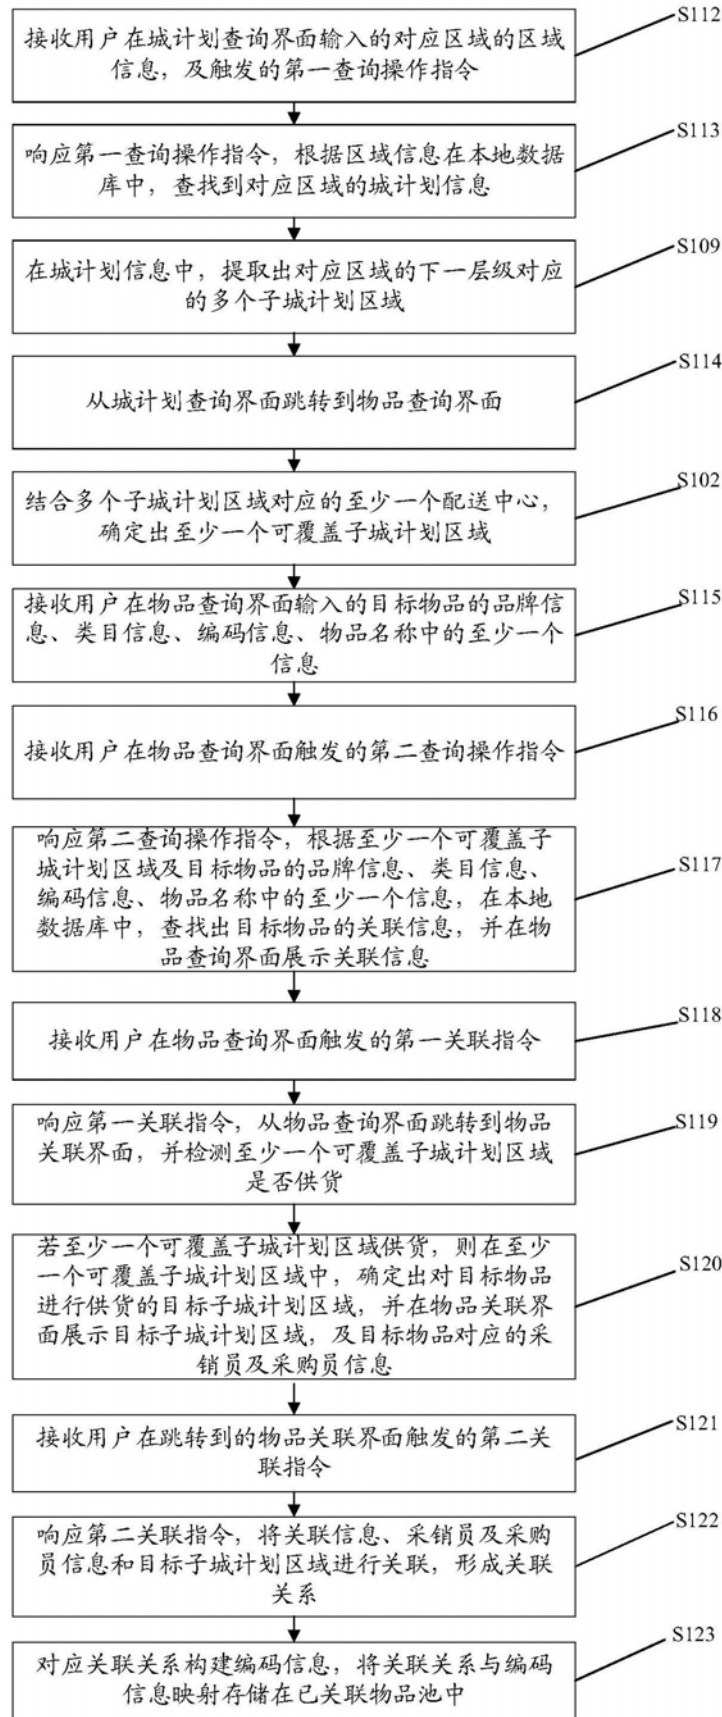 接收用户在城计划查询界面输入的对应区域的区域
信息，及触发的第一查询操作指令
S112
响应第一查询操作指令，根据区域信息在本地数据
库中，查找到对应区域的城计划信息
S113
在城计划信息中，提取出对应区域的下一层级对应
的多个子城计划区域
S109
从城计划查询界面跳转到物品查询界面
S114
结合多个子城计划区域对应的至少一个配送中心，
确定出至少一个可覆盖子城计划区域
S102
接收用户在物品查询界面输入的目标物品的品牌信
息、类目信息、编码信息、物品名称中的至少一个
信息
S115
接收用户在物品查询界面触发的第二查询操作指令
S116
响应第二查询操作指令，根据至少一个可覆盖子
城计划区域及目标物品的品牌信息、类目信息、
编码信息、物品名称中的至少一个信息，在本地
数据库中，查找出目标物品的关联信息，并在物
品查询界面展示关联信息
S117
接收用户在物品查询界面触发的第一关联指令
S118
响应第一关联指令，从物品查询界面跳转到物品
关联界面，并检测至少一个可覆盖子城计划区域
是否供货
S119
若至少一个可覆盖子城计划区域供货，则在至少
一个可覆盖子城计划区域中，确定出对目标物品
进行供货的目标子城计划区域，并在物品关联界
面展示目标子城计划区域，及目标物品对应的采
销员及采购员信息
S120
接收用户在跳转到的物品关联界面触发的第二关
联指令
S121
响应第二关联指令，将关联信息、采销员及采购
员信息和目标子城计划区域进行关联，形成关联
关系
S122
对应关联关系构建编码信息，将关联关系与编码
信息映射存储在已关联物品池中
S123